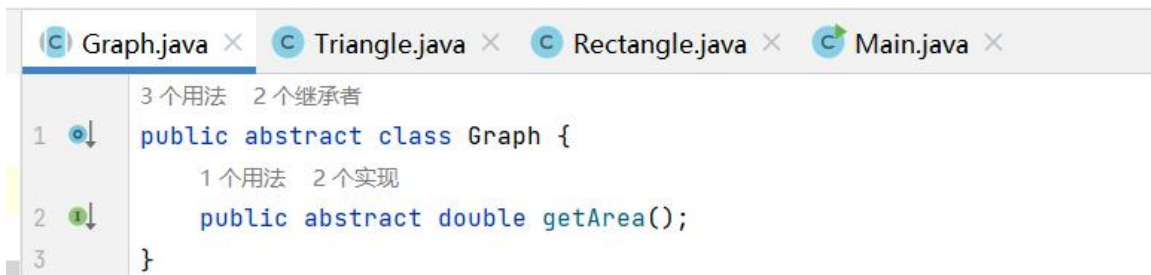 Graph.java Triangle.java Rectangle.java Main.java
3 个用法 2 个继承者
1 public abstract class Graph {
1 个用法 2 个实现
2 public abstract double getArea();
3 }